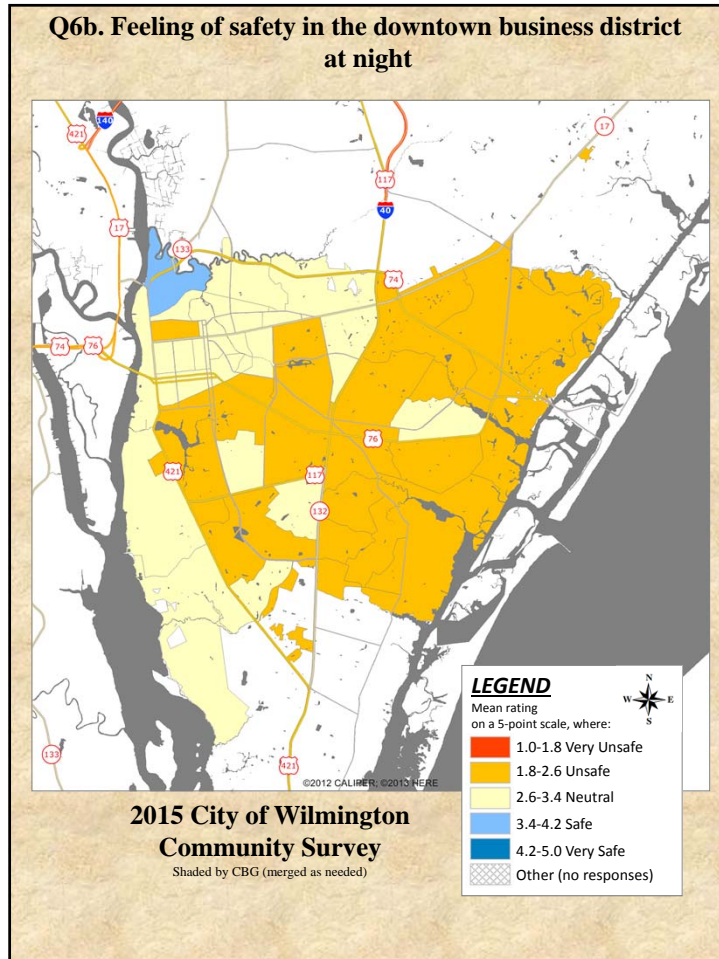 Q6b. Feeling of safety in the downtown business district
at night
140
421
17
117
40
17
133
74
74
76
76
421
117
132
133
421
LEGEND
Mean rating
on a 5-point scale, where:
N
W E
S
1.0-1.8 Very Unsafe
1.8-2.6 Unsafe
2.6-3.4 Neutral
3.4-4.2 Safe
4.2-5.0 Very Safe
Other (no responses)
©2012 CALIPER; ©2013 HERE
2015 City of Wilmington
Community Survey
Shaded by CBG (merged as needed)